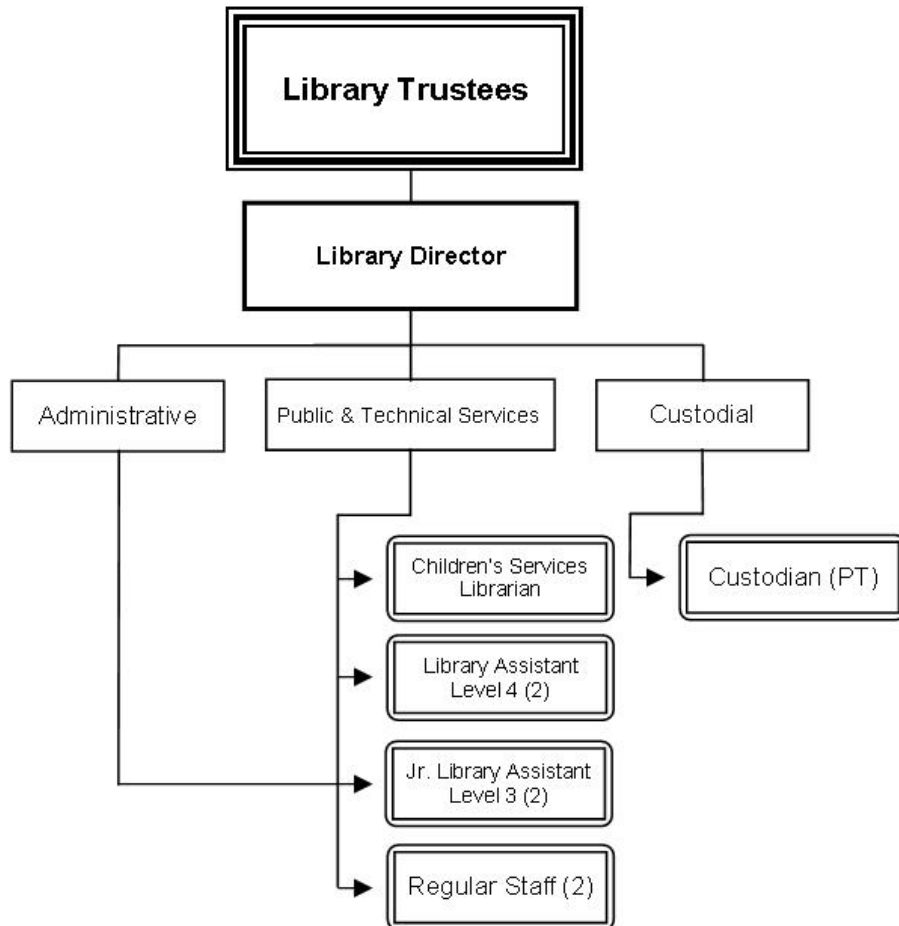 Library Trustees
Library Director
Administrative
Public & Technical Services
Custodial
Children's Services
Librarian
Custodian (PT)
Library Assistant
Level 4 (2)
Jr. Library Assistant
Level 3 (2)
Regular Staff (2)